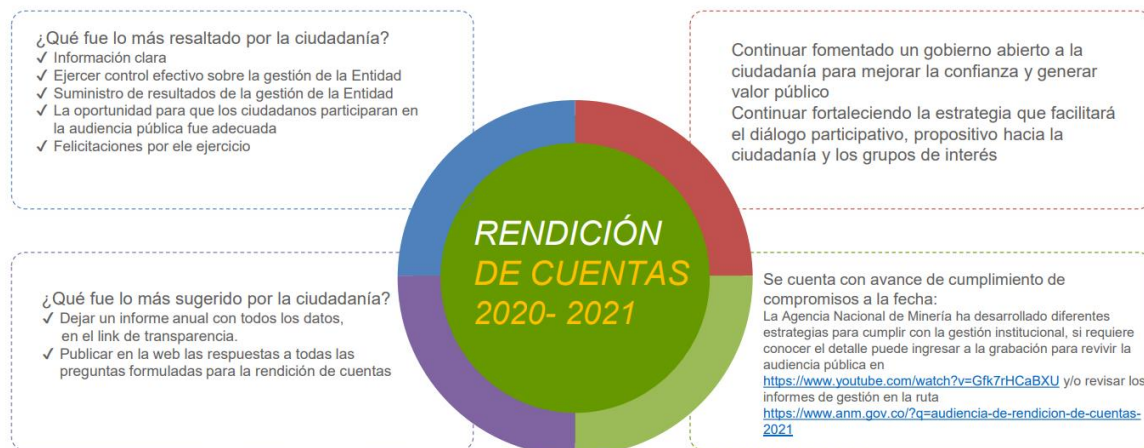 ¿Qué fue lo más resaltado por la ciudadanía?
✓ Información clara
✓ Ejercer control efectivo sobre la gestión de la Entidad
✓ Suministro de resultados de la gestión de la Entidad
✓ La oportunidad para que los ciudadanos participaran en
la audiencia pública fue adecuada
✓ Felicitaciones por ele ejercicio
Continuar fomentado un gobierno abierto a la
ciudadanía para mejorar la confianza y generar
valor público
Continuar fortaleciendo la estrategia que facilitará
el diálogo participativo, propositivo hacia la
ciudadanía y los grupos de interés
RENDICIÓN
DE CUENTAS
2020- 2021
¿Qué fue lo más sugerido por la ciudadanía?
✓ Dejar un informe anual con todos los datos,
en el link de transparencia.
✓ Publicar en la web las respuestas a todas las
preguntas formuladas para la rendición de cuentas
Se cuenta con avance de cumplimiento de
compromisos a la fecha:
La Agencia Nacional de Minería ha desarrollado diferentes
estrategias para cumplir con la gestión institucional, si requiere
conocer el detalle puede ingresar a la grabación para revivir la
audiencia pública en
https://www.youtube.com/watch?v=Gfk7rHCaBXU y/o revisar los
informes de gestión en la ruta
https://www.anm.gov.co/?q=audiencia-de-rendicion-de-cuentas-
2021